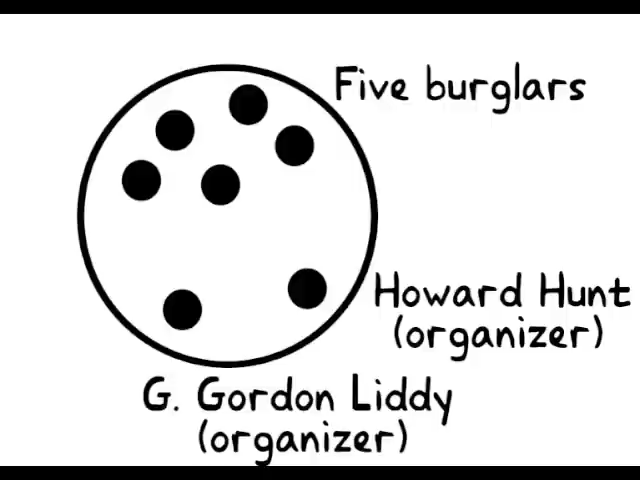 Five burglars
Howard Hunt
(organizer)
G. Gordon Liddy
(organizer)